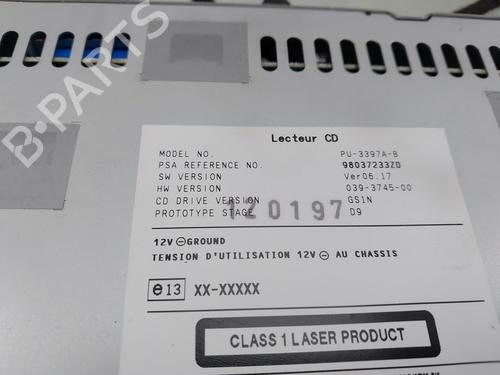 B-PARTS
Lecteur CD
MODEL NO. PU-3397A-B
PSA REFERENCE NO. 98037233ZD
SW VERSION Ver06.17
HW VERSION 039-3745-00
CD DRIVE VERSION GS1N
PROTOTYPE STAGE D9
120197
12V ⊖ GROUND
TENSION D'UTILISATION 12V ⊖ AU CHASSIS
e13 XX-XXXXX
CLASS 1 LASER PRODUCT